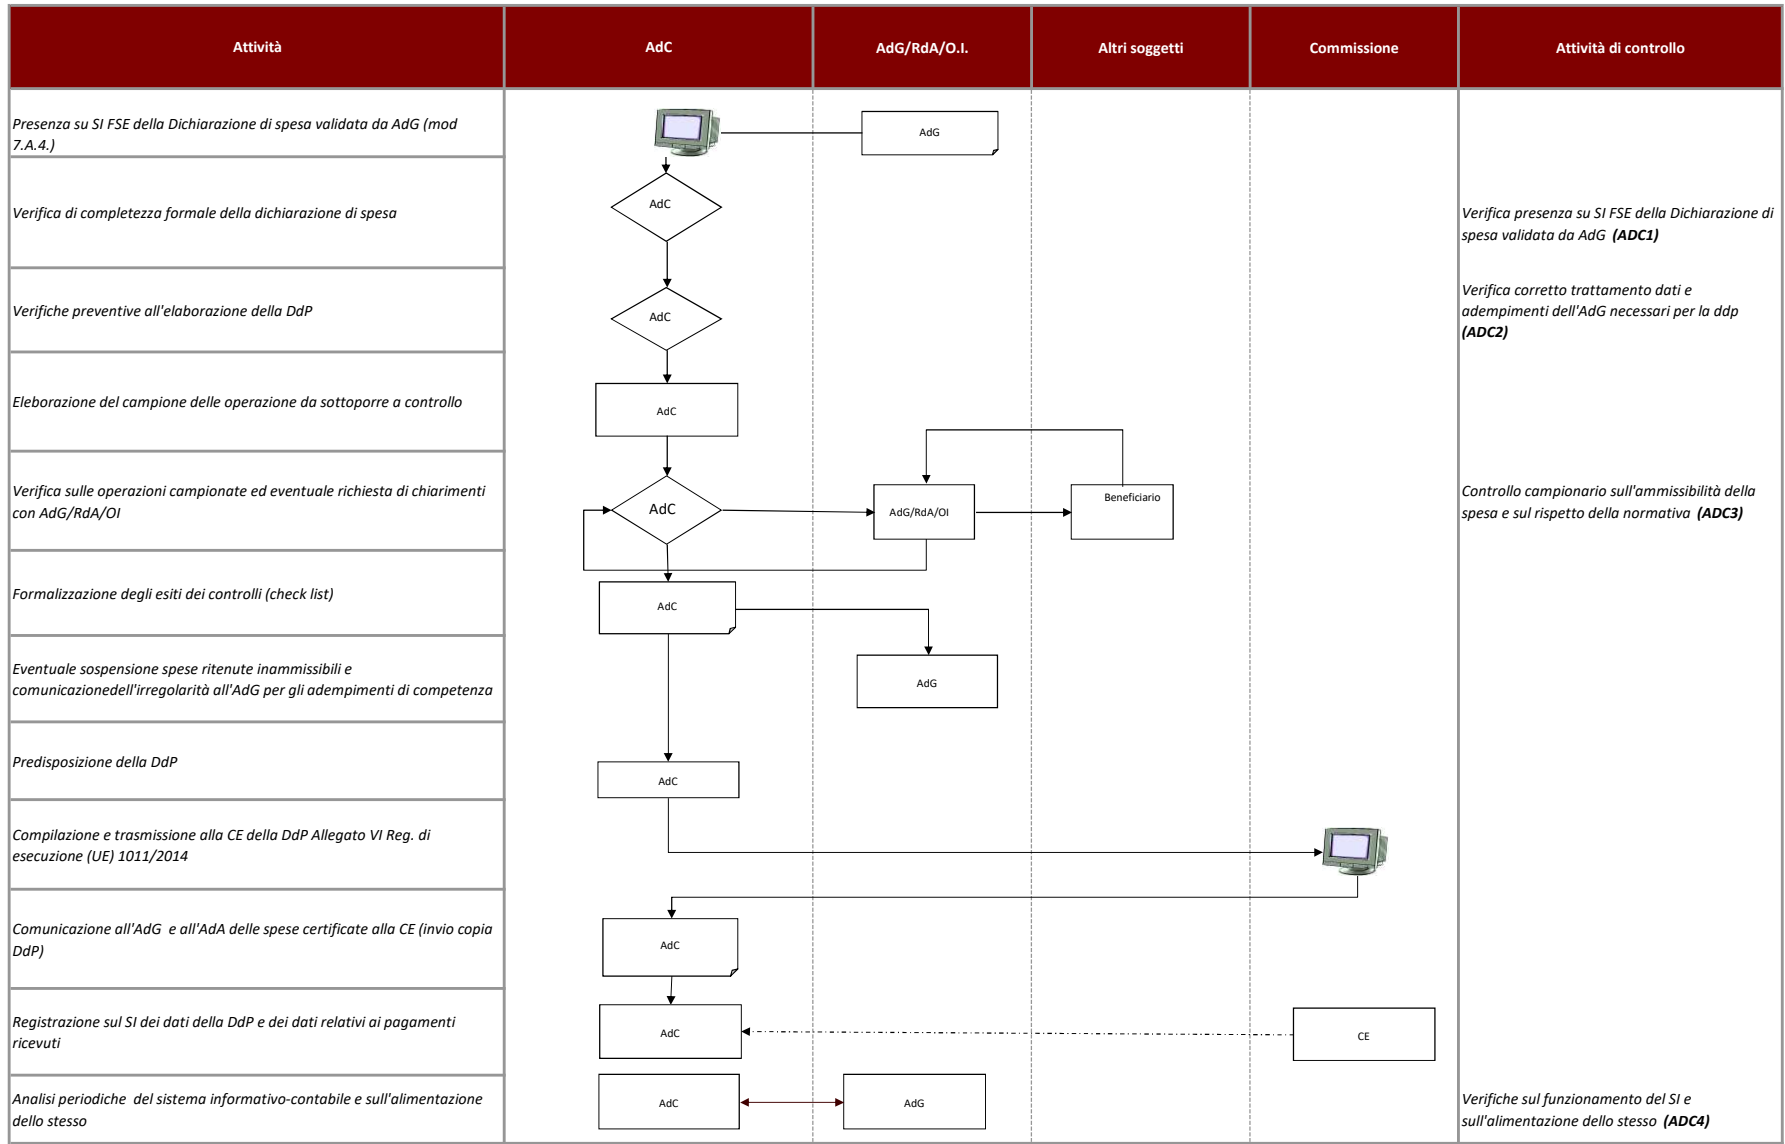 Attività
AdC
AdG/RdA/O.I.
Altri soggetti
Commissione
Attività di controllo
Presenza su SI FSE della Dichiarazione di spesa validata da AdG (mod
7.A.4.)
AdG
Verifica di completezza formale della dichiarazione di spesa
AdC
Verifica presenza su SI FSE della Dichiarazione di
spesa validata da AdG (ADC1)
Verifiche preventive all'elaborazione della DdP
AdC
Verifica corretto trattamento dati e
adempimenti dell'AdG necessari per la ddp
(ADC2)
Eleborazione del campione delle operazione da sottoporre a controllo
AdC
Verifica sulle operazioni campionate ed eventuale richiesta di chiarimenti
con AdG/RdA/OI
AdC
AdG/RdA/OI
Beneficiario
Controllo campionario sull'ammissibilità della
spesa e sul rispetto della normativa (ADC3)
Formalizzazione degli esiti dei controlli (check list)
AdC
Eventuale sospensione spese ritenute inammissibili e
comunicazionedell'irregolarità all'AdG per gli adempimenti di competenza
AdG
Predisposizione della DdP
AdC
Compilazione e trasmissione alla CE della DdP Allegato VI Reg. di
esecuzione (UE) 1011/2014
Comunicazione all'AdG e all'AdA delle spese certificate alla CE (invio copia
DdP)
AdC
Registrazione sul SI dei dati della DdP e dei dati relativi ai pagamenti
ricevuti
AdC
CE
Analisi periodiche del sistema informativo-contabile e sull'alimentazione
dello stesso
AdC
AdG
Verifiche sul funzionamento del SI e
sull'alimentazione dello stesso (ADC4)